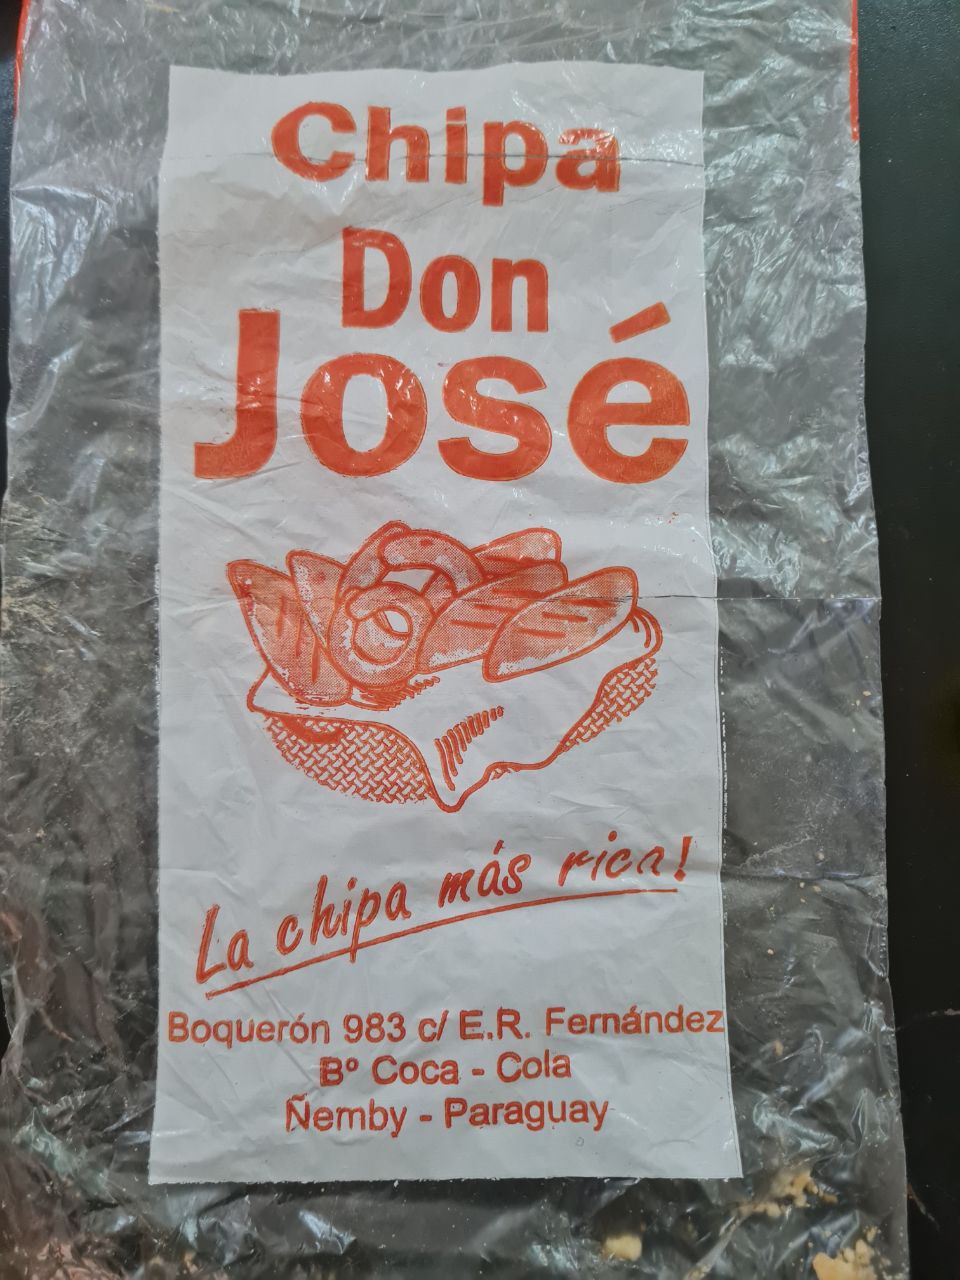 Chipa
Don
José
La chipa más rica!
Boquerón 983 c/ E.R. Fernández
Bº Coca - Cola
Ñemby - Paraguay